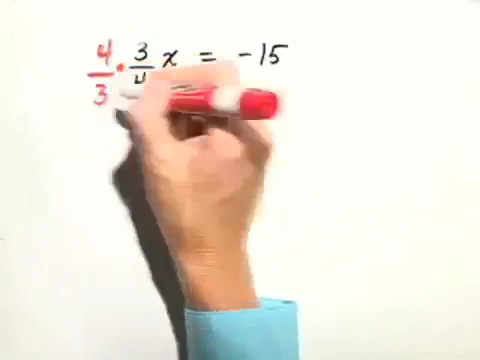 4/3 · 3/4 x = -15